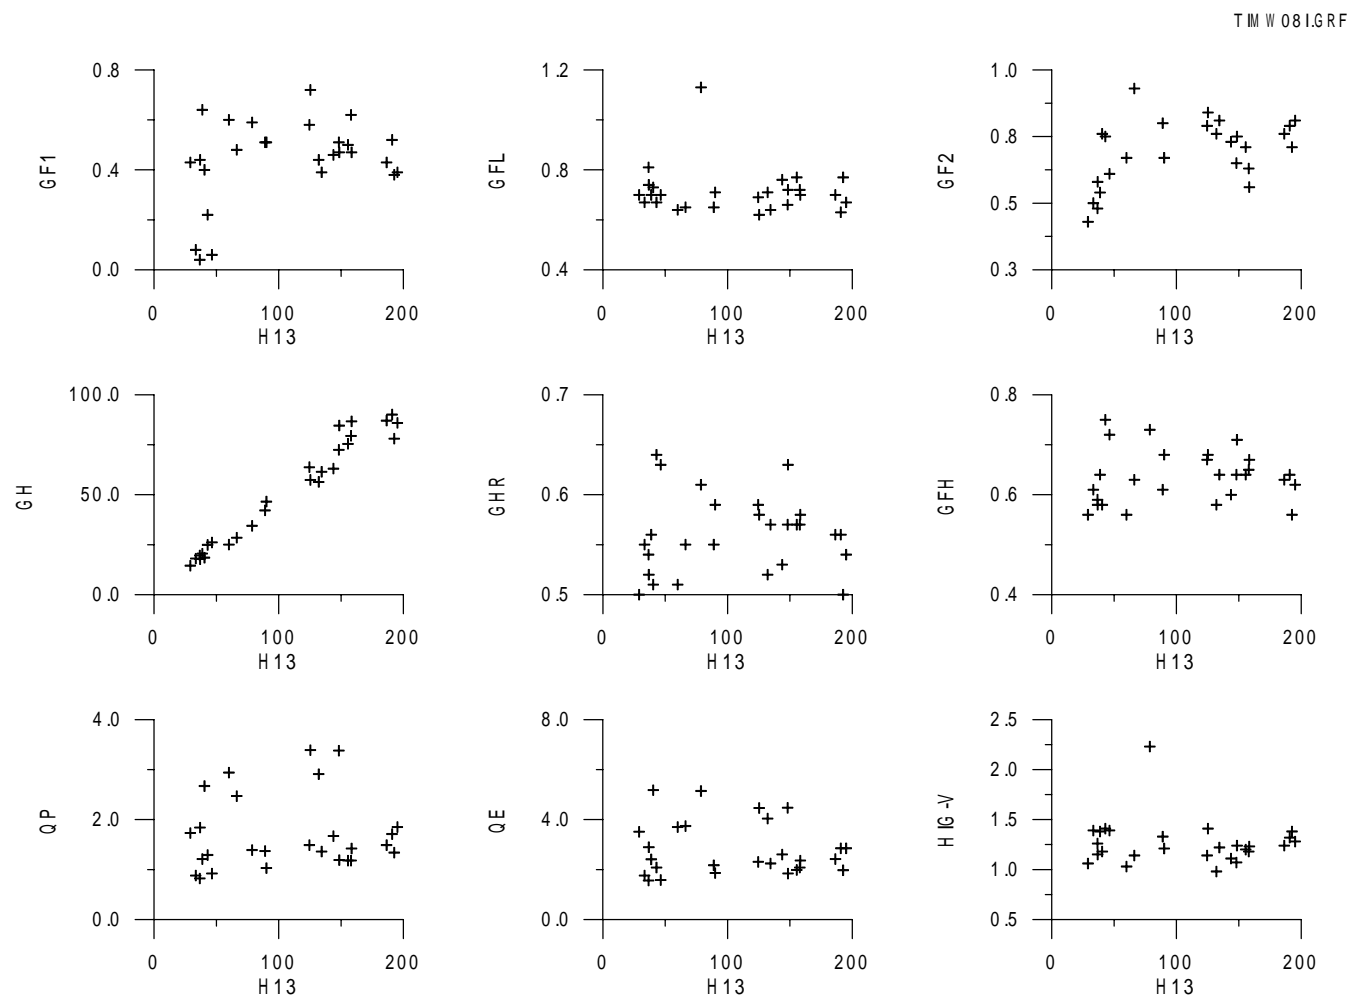 TIMW08I.GRF
0.8
0.4
0.0
GF1
0 100 200
H13
1.2
0.8
0.4
GFL
0 100 200
H13
1.0
0.8
0.5
0.3
GF2
0 100 200
H13
100.0
50.0
0.0
GH
0 100 200
H13
0.7
0.6
0.5
GHR
0 100 200
H13
0.8
0.6
0.4
GFH
0 100 200
H13
4.0
2.0
0.0
QP
0 100 200
H13
8.0
4.0
0.0
QE
0 100 200
H13
2.5
2.0
1.5
1.0
0.5
HIG-V
0 100 200
H13